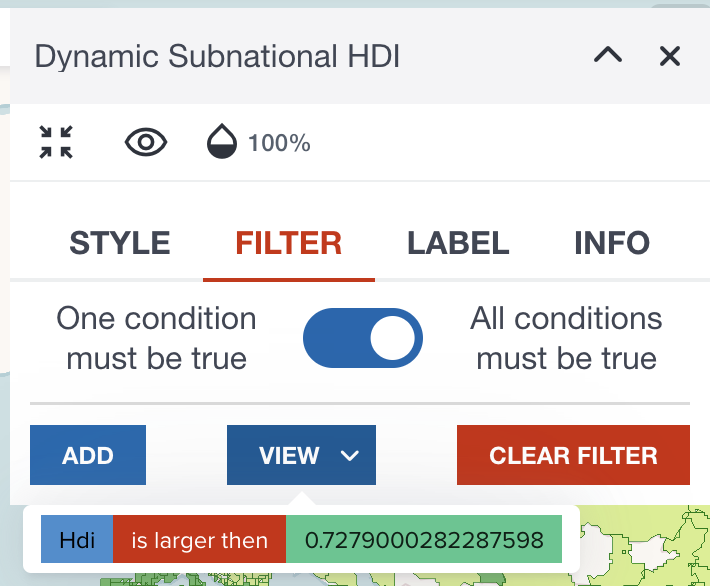 Dynamic Subnational HDI
100%
STYLE FILTER LABEL INFO
One condition
must be true
All conditions
must be true
ADD VIEW CLEAR FILTER
Hdi is larger then 0.7279000282287598